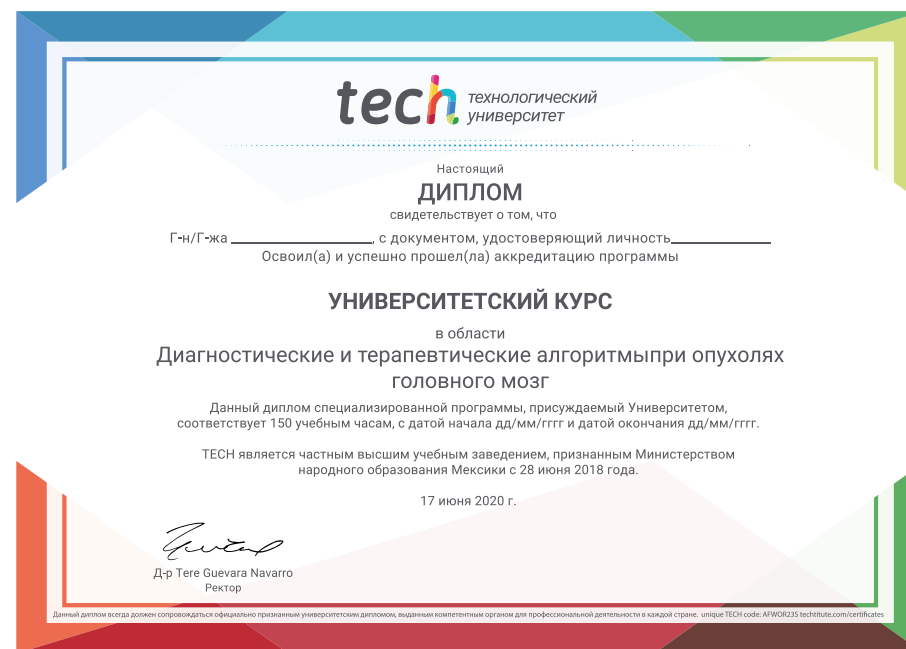 tech технологический
университет
Настоящий
ДИПЛОМ
свидетельствует о том, что
Г-н/Г-жа ________________, с документом, удостоверяющий личность____________
Освоил(а) и успешно прошел(ла) аккредитацию программы
УНИВЕРСИТЕТСКИЙ КУРС
в области
Диагностические и терапевтические алгоритмыпри опухолях
головного мозг
Данный диплом специализированной программы, присуждаемый Университетом,
соответствует 150 учебным часам, с датой начала дд/мм/гггг и датой окончания дд/мм/гггг.
TECH является частным высшим учебным заведением, признанным Министерством
народного образования Мексики с 28 июня 2018 года.
17 июня 2020 г.
Д-р Tere Guevara Navarro
Ректор
Данный диплом всегда должен сопровождаться официально признанным университетским дипломом, выданным компетентным органом для профессиональной деятельности в каждой стране. unique TECH code: AFWOR23S techtitute.com/certificates